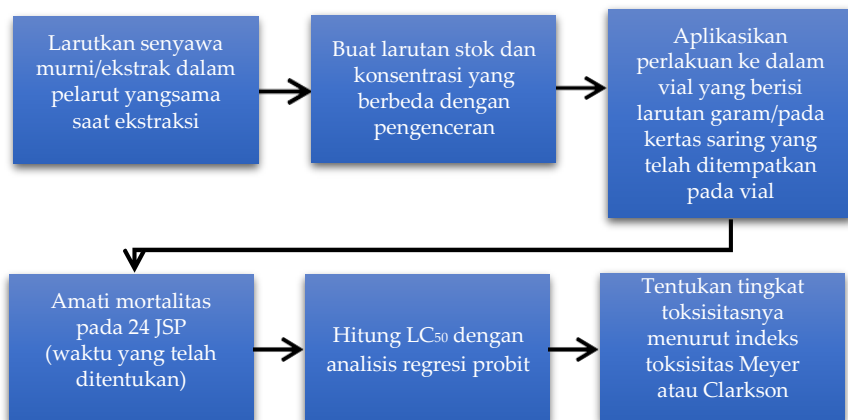 Larutkan senyawa
murni/ekstrak dalam
pelarut yangsama
saat ekstraksi
Buat larutan stok dan
konsentrasi yang
berbeda dengan
pengenceran
Aplikasikan
perlakuan ke dalam
vial yang berisi
larutan garam/pada
kertas saring yang
telah ditempatkan
pada vial
Amati mortalitas
pada 24 JSP
(waktu yang telah
ditentukan)
Hitung LC₅₀ dengan
analisis regresi probit
Tentukan tingkat
toksisitasnya
menurut indeks
toksisitas Meyer
atau Clarkson